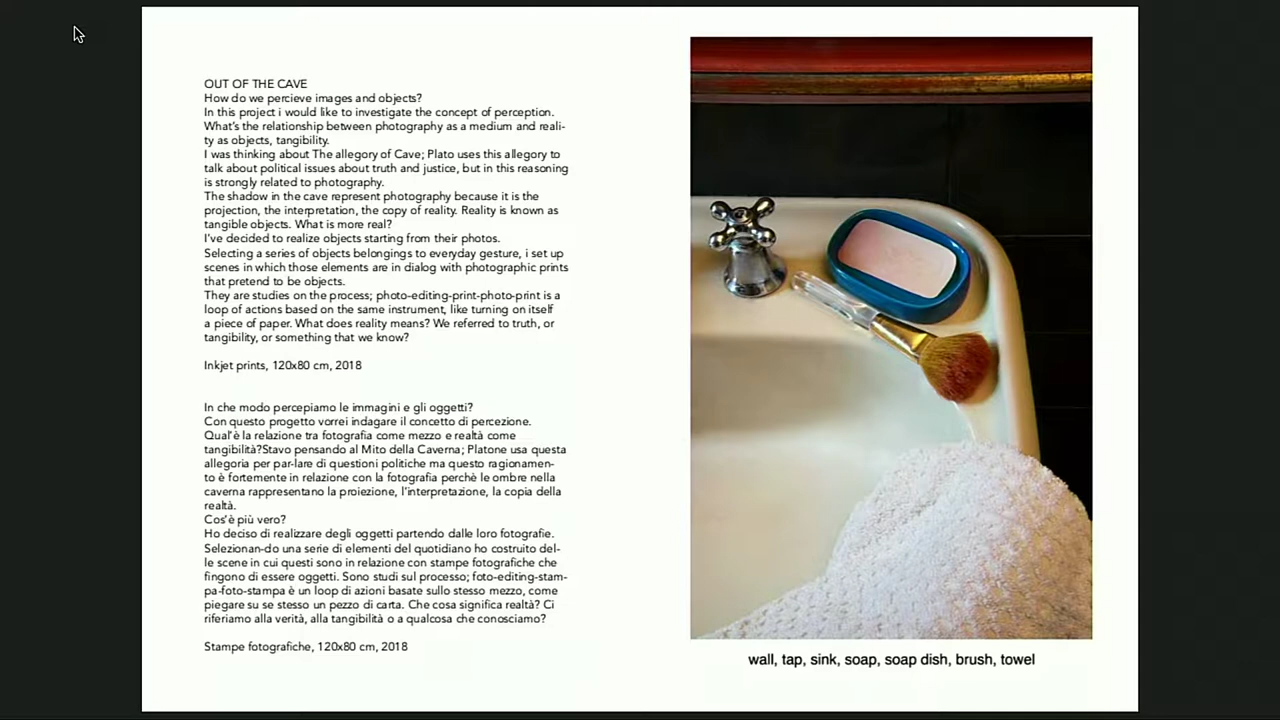 OUT OF THE CAVE
How do we percieve images and objects?
In this project i would like to investigate the concept of perception.
What's the relationship between photography as a medium and reali-
ty as objects, tangibility.
I was thinking about The allegory of Cave; Plato uses this allegory to
talk about political issues about truth and justice, but in this reasoning
is strongly related to photography.
The shadow in the cave represent photography because it is the
projection, the interpretation, the copy of reality. Reality is known as
tangible objects. What is more real?
I've decided to realize objects starting from their photos.
Selecting a series of objects belongings to everyday gesture, i set up
scenes in which those elements are in dialog with photographic prints
that pretend to be objects.
They are studies on the process; photo-editing-print-photo-print is a
loop of actions based on the same instrument, like turning on itself
a piece of paper. What does reality means? We referred to truth, or
tangibility, or something that we know?
Inkjet prints, 120x80 cm, 2018
In che modo percepiamo le immagini e gli oggetti?
Con questo progetto vorrei indagare il concetto di percezione.
Qual'è la relazione tra fotografia come mezzo e realtà come
tangibilità?Stavo pensando al Mito della Caverna; Platone usa questa
allegoria per par-lare di questioni politiche ma questo ragionamen-
to è fortemente in relazione con la fotografia perchè le ombre nella
caverna rappresentano la proiezione, l'interpretazione, la copia della
realtà.
Cos'è più vero?
Ho deciso di realizzare degli oggetti partendo dalle loro fotografie.
Selezionan-do una serie di elementi del quotidiano ho costruito del-
le scene in cui questi sono in relazione con stampe fotografiche che
fingono di essere oggetti. Sono studi sul processo; foto-editing-stam-
pa-foto-stampa è un loop di azioni basate sullo stesso mezzo, come
piegare su se stesso un pezzo di carta. Che cosa significa realtà? Ci
riferiamo alla verità, alla tangibilità o a qualcosa che conosciamo?
Stampe fotografiche, 120x80 cm, 2018
wall, tap, sink, soap, soap dish, brush, towel